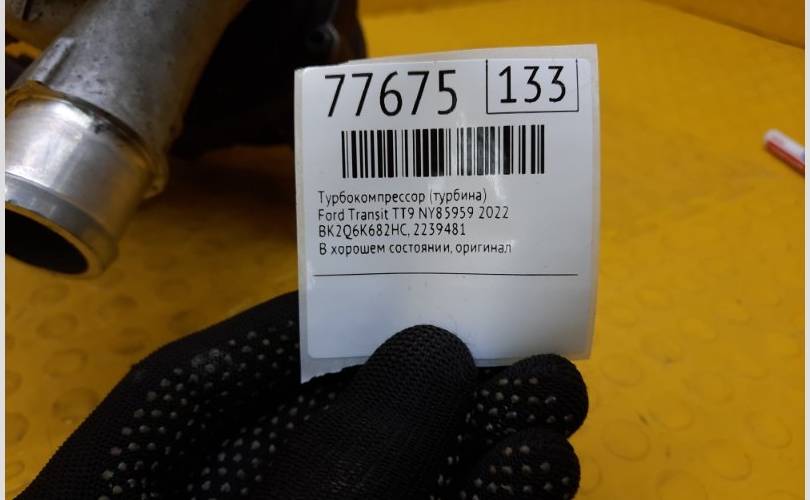 77675 133
Турбокомпрессор (турбина)
Ford Transit TT9 NY85959 2022
BK2Q6K682HC, 2239481
В хорошем состоянии, оригинал